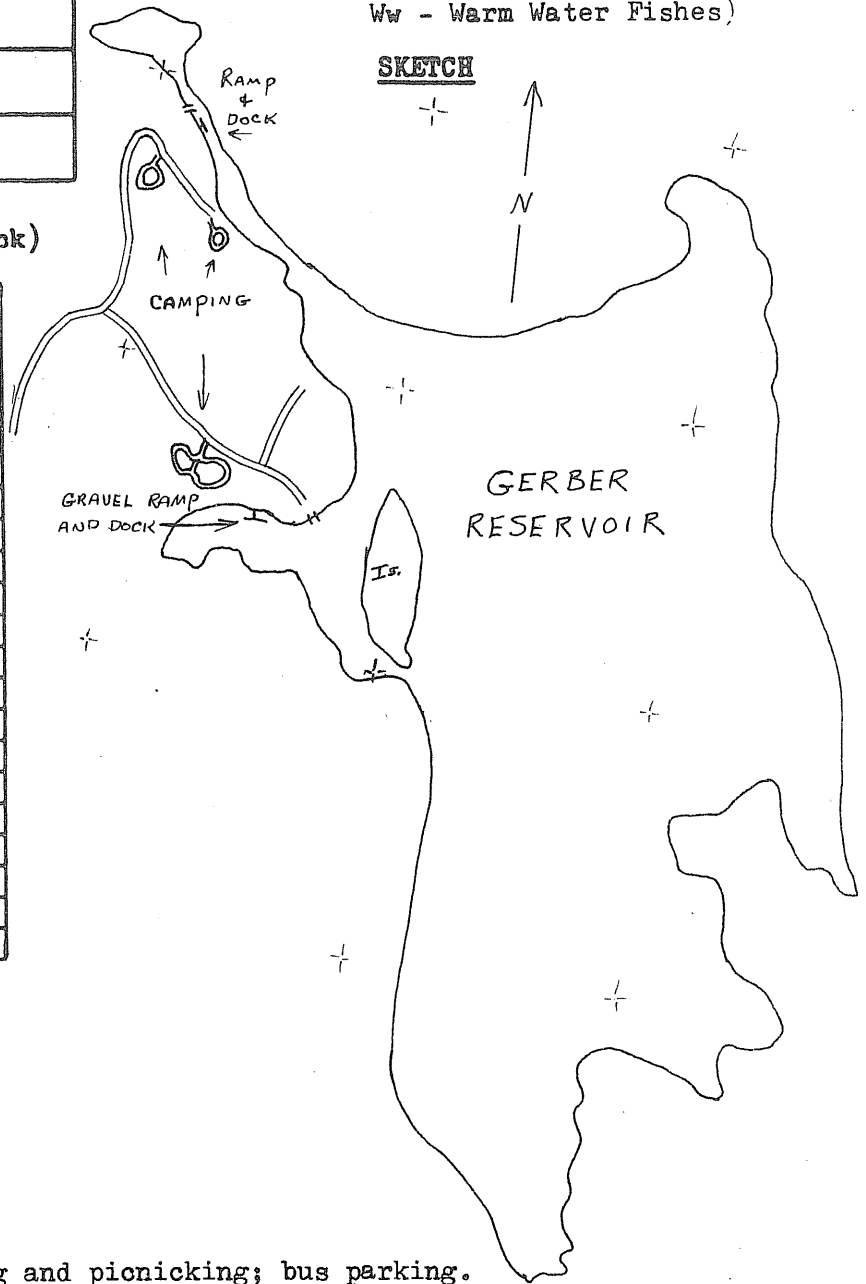 Ww - Warm Water Fishes)
SKETCH
RAMP
&
DOCK
N
CAMPING
GRAVEL RAMP
AND DOCK
GERBER
RESERVOIR
Is.
and picnicking; bus parking.